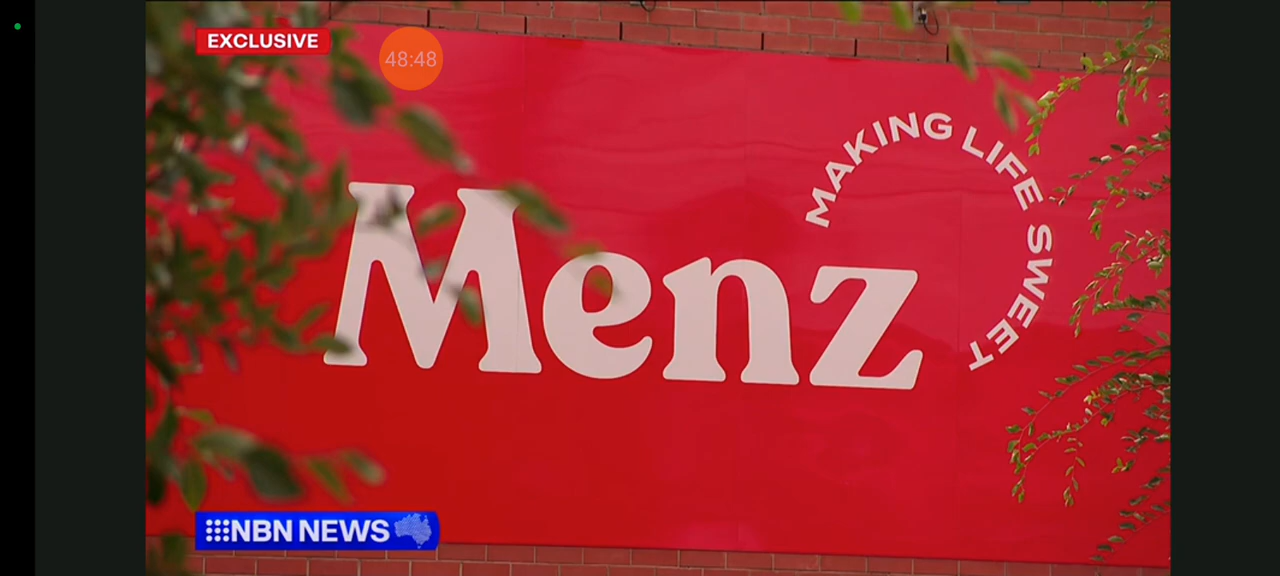 EXCLUSIVE
48:48
MAKING LIFE SWEET
Menz
NBN NEWS